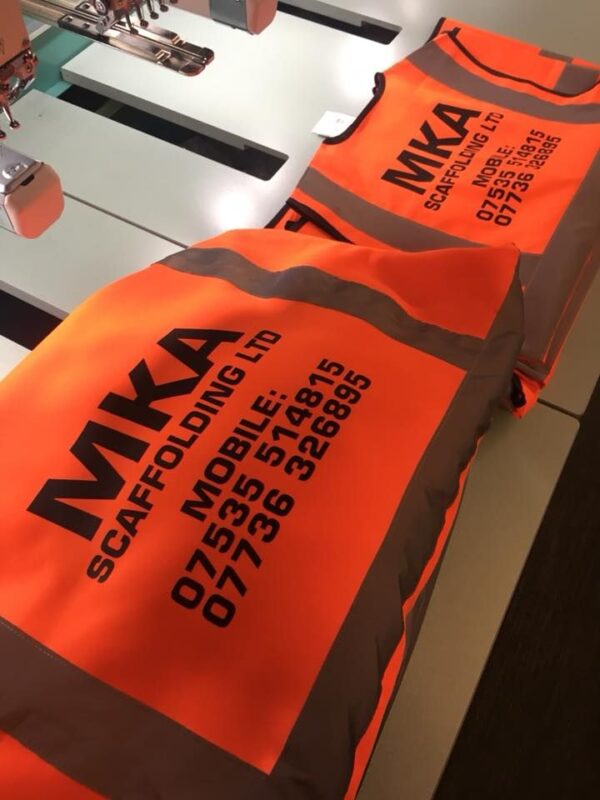 MKA
SCAFFOLDING LTD
MOBILE:
07535 514815
07736 326895
MKA
SCAFFOLDING LTD
MOBILE:
07535 514815
07736 326895